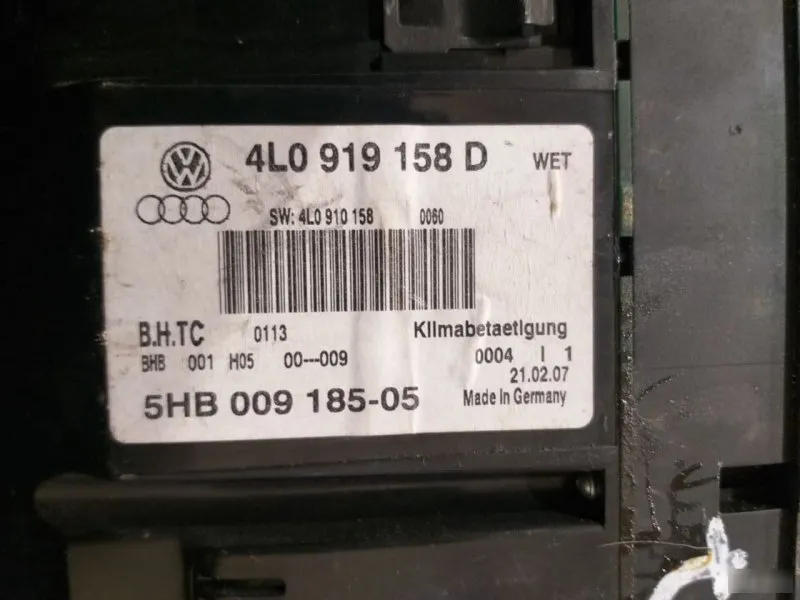 4L0 919 158 D WET
SW: 4L0 910 158 0060
B.H.TC 0113 Klimabetaetigung
BHB 001 H05 00---009 0004 I 1
21.02.07
5HB 009 185-05 Made in Germany